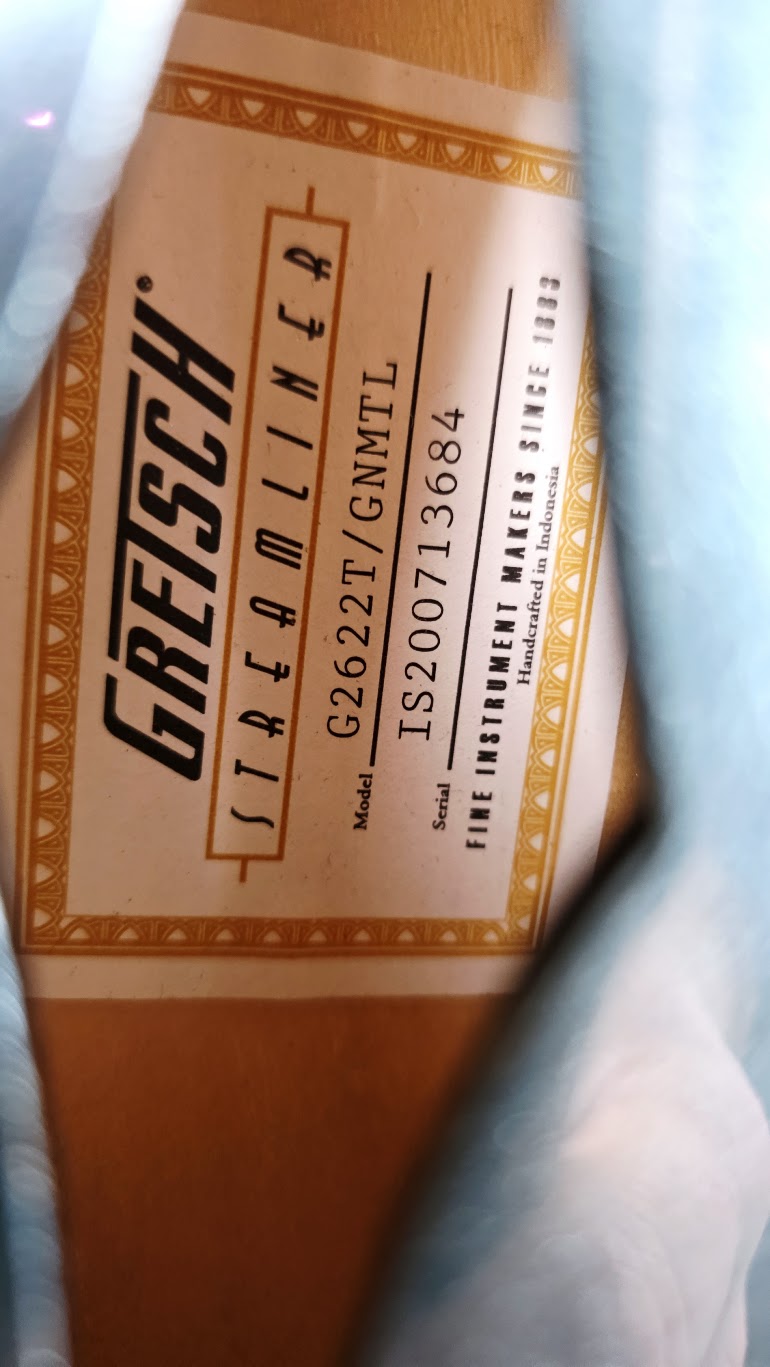 GRETSCH®
STREAMLINER
Model G2622T/GNMTL
Serial IS200713684
FINE INSTRUMENT MAKERS SINCE 1883
Handcrafted in Indonesia